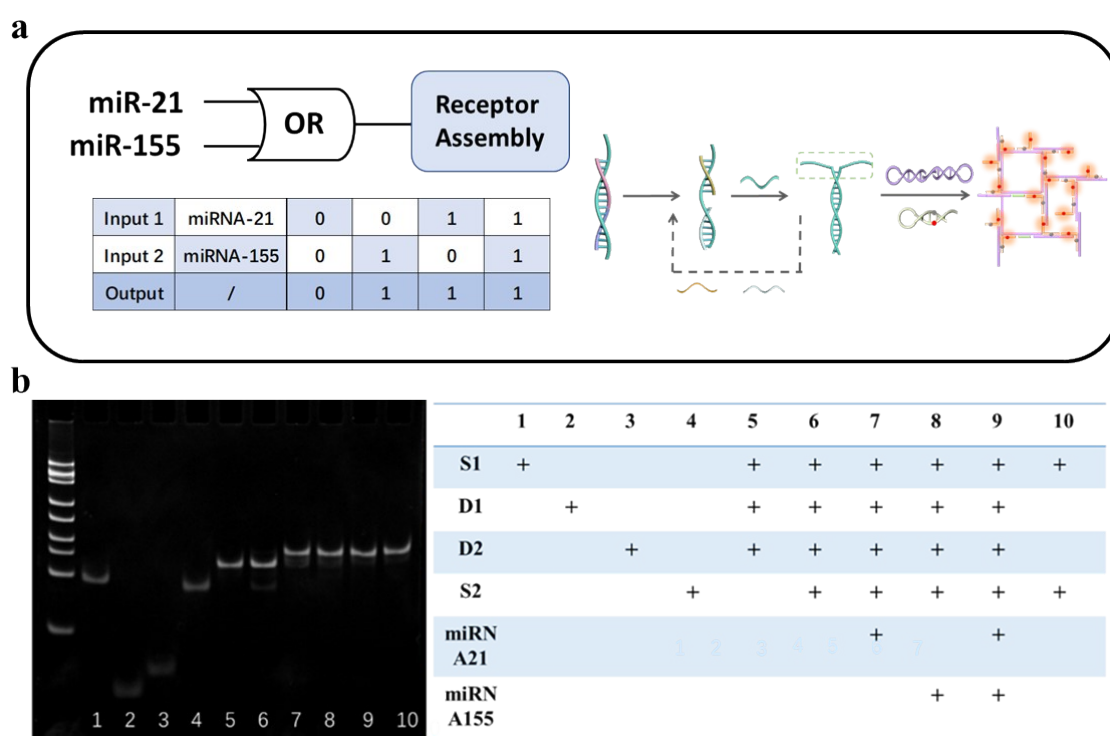 a
miR-21
miR-155
OR
Receptor
Assembly
Input 1 miRNA-21 0 0 1 1
Input 2 miRNA-155 0 1 0 1
Output / 0 1 1 1
b
1 2 3 4 5 6 7 8 9 10
1 2 3 4 5 6 7 8 9 10
S1 + + + + + + +
D1 + + + + + +
D2 + + + + + +
S2 + + + + + +
miRN
A21 + +
1 2 3 4 5 6 7
miRN
A155 + +